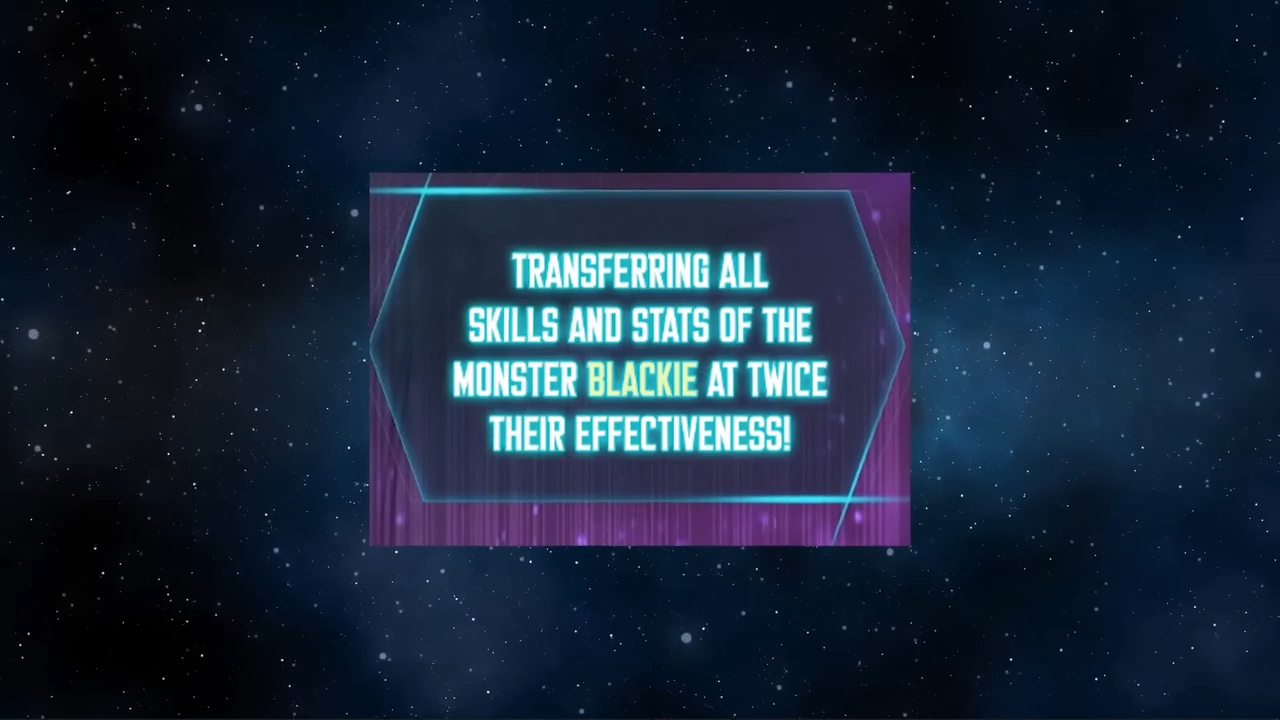 TRANSFERRING ALL
SKILLS AND STATS OF THE
MONSTER BLACKIE AT TWICE
THEIR EFFECTIVENESS!